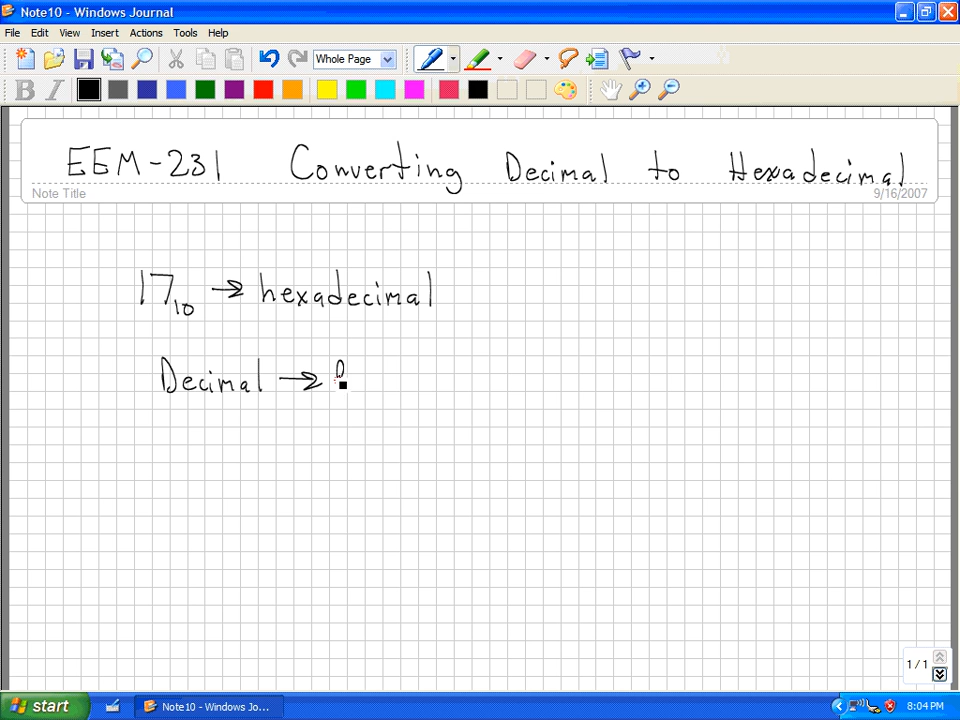 Note10 - Windows Journal
File Edit View Insert Actions Tools Help
Whole Page
B I
EEM-231 Converting Decimal to Hexadecimal
Note Title
9/16/2007
17₁₀ → hexadecimal
Decimal →
1 / 1
start
Note10 - Windows Jo...
8:04 PM